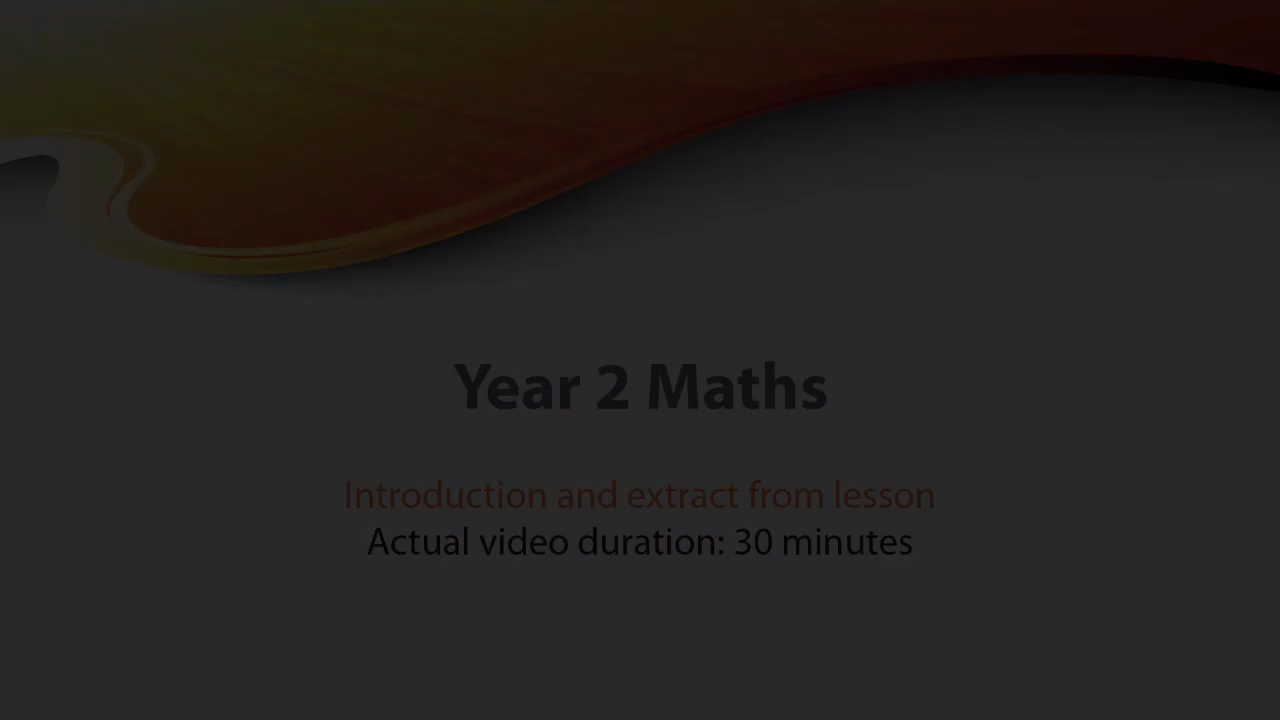 Year 2 Maths
Introduction and extract from lesson
Actual video duration: 30 minutes